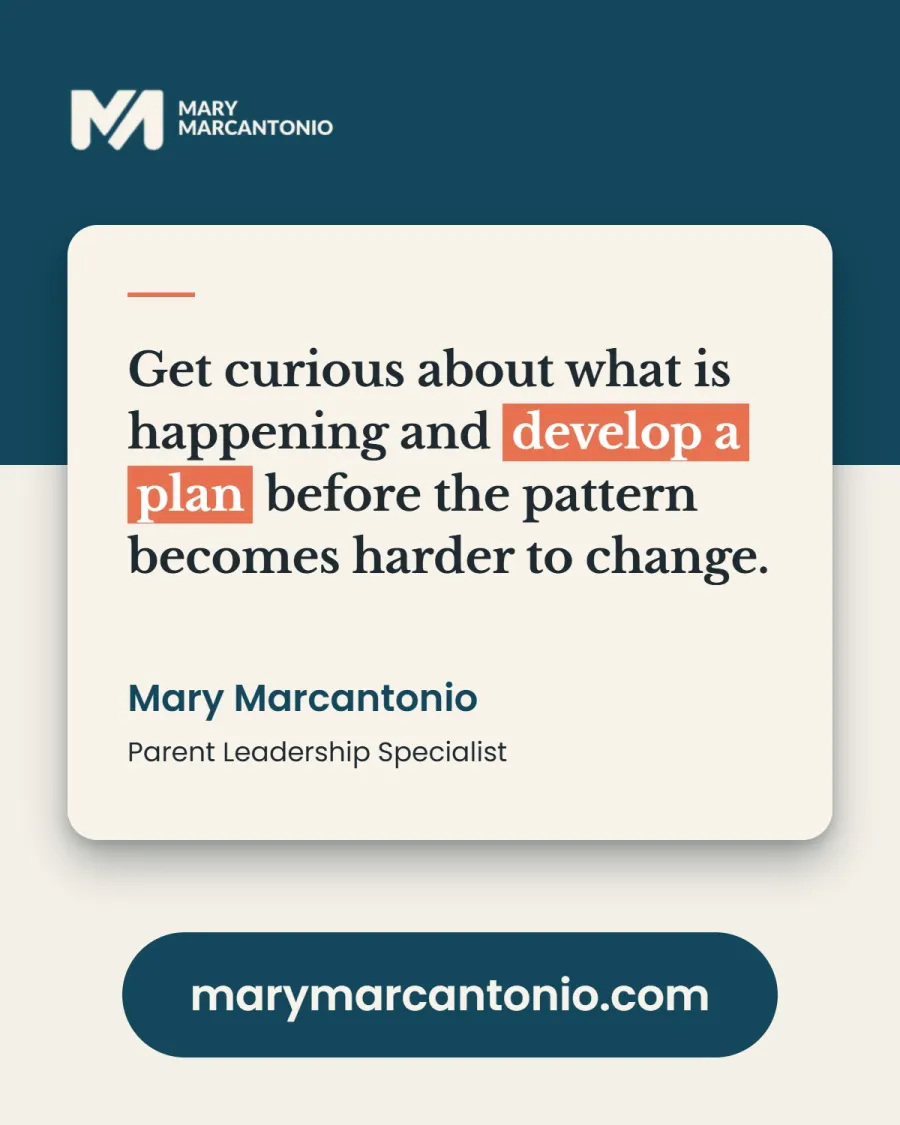 MARY
MARCANTONIO
Get curious about what is
happening and develop a
plan before the pattern
becomes harder to change.
Mary Marcantonio
Parent Leadership Specialist
marymarcantonio.com